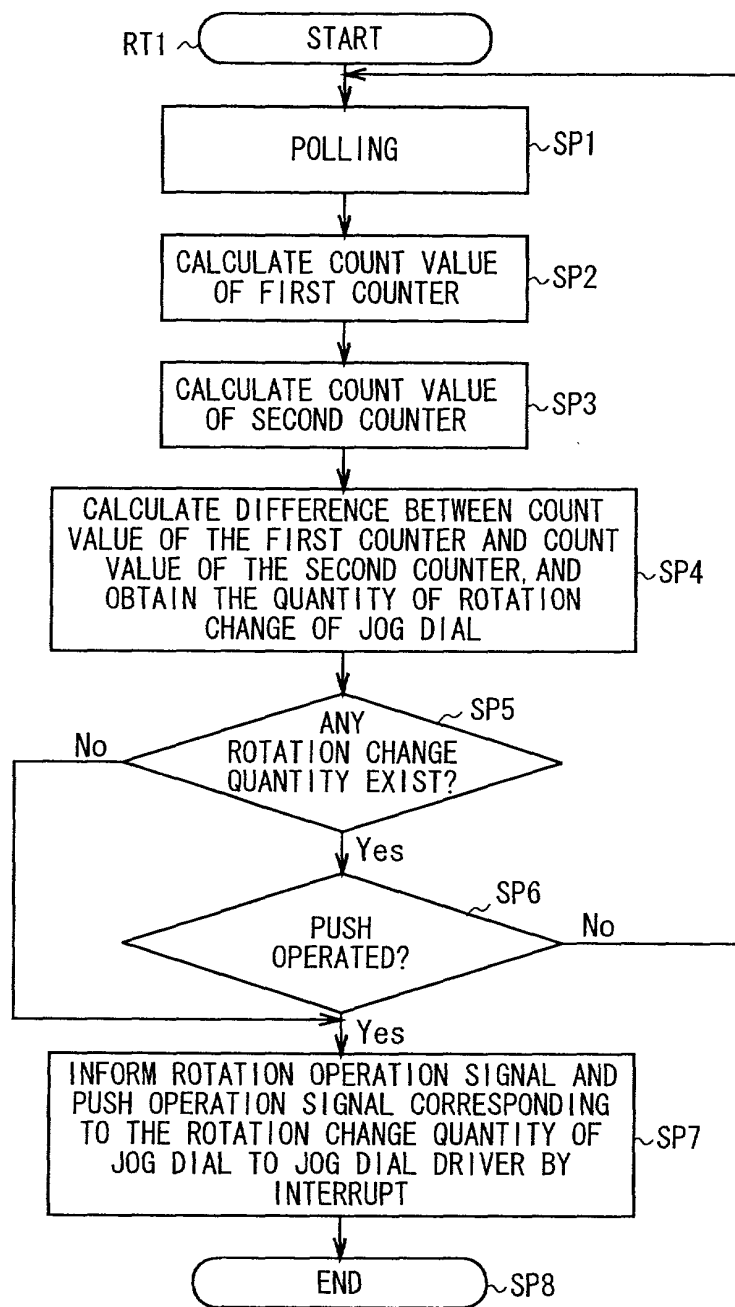 RT1
START
POLLING
SP1
CALCULATE COUNT VALUE
OF FIRST COUNTER
SP2
CALCULATE COUNT VALUE
OF SECOND COUNTER
SP3
CALCULATE DIFFERENCE BETWEEN COUNT
VALUE OF THE FIRST COUNTER AND COUNT
VALUE OF THE SECOND COUNTER, AND
OBTAIN THE QUANTITY OF ROTATION
CHANGE OF JOG DIAL
SP4
SP5
ANY
ROTATION CHANGE
QUANTITY EXIST?
No
Yes
SP6
PUSH
OPERATED?
No
Yes
INFORM ROTATION OPERATION SIGNAL AND
PUSH OPERATION SIGNAL CORRESPONDING
TO THE ROTATION CHANGE QUANTITY OF
JOG DIAL TO JOG DIAL DRIVER BY
INTERRUPT
SP7
END
SP8